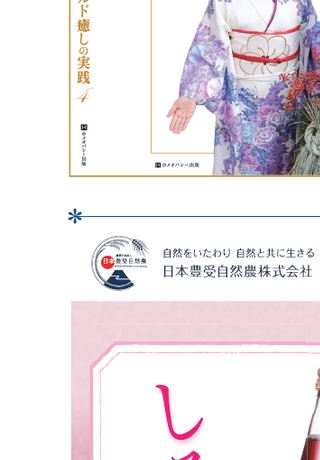 ルド癒しの実践 4
ホメオパシー出版
ホメオパシー出版
日本豊受自然農
自然をいたわり 自然と共に生きる
日本豊受自然農株式会社
し